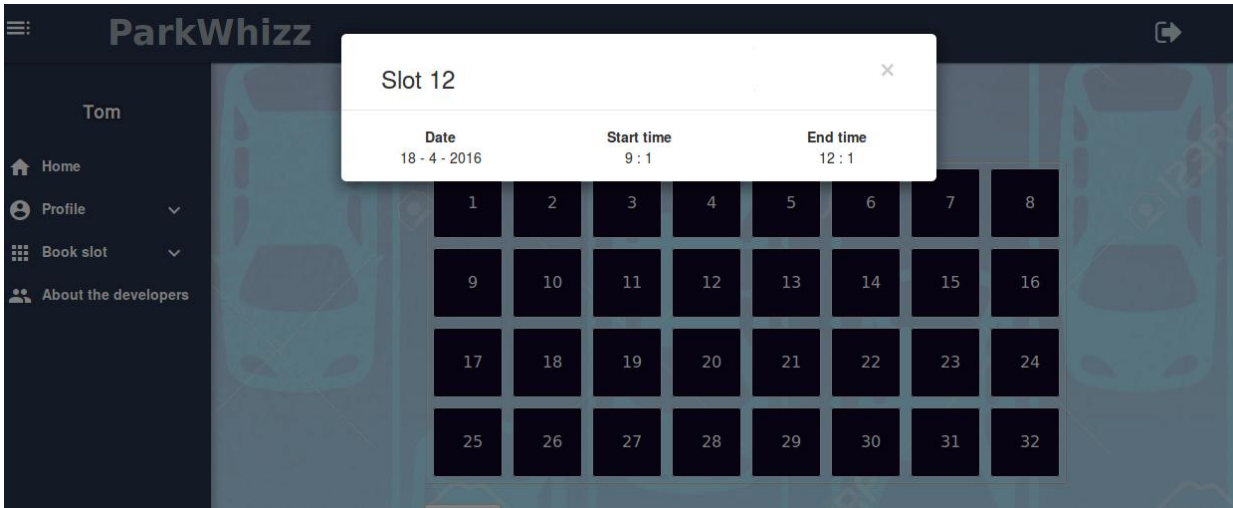 ParkWhizz
Slot 12 ×
Date Start time End time
18 - 4 - 2016 9 : 1 12 : 1
Tom
Home
Profile
Book slot
About the developers
1 2 3 4 5 6 7 8
9 10 11 12 13 14 15 16
17 18 19 20 21 22 23 24
25 26 27 28 29 30 31 32